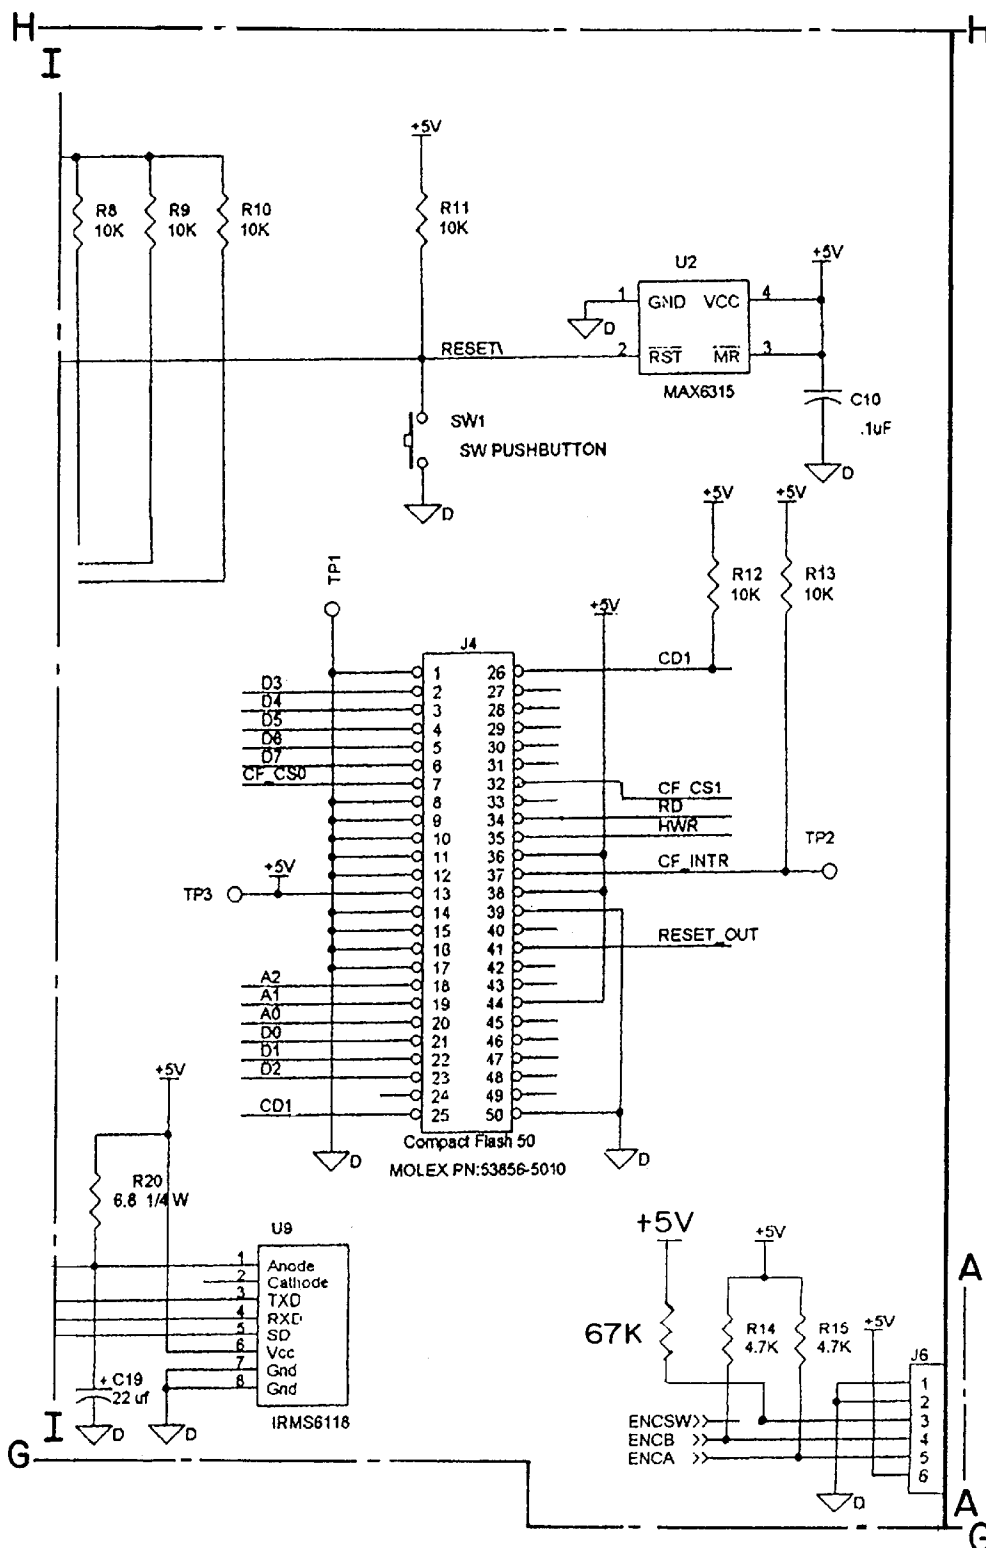 H H
I
+5V
R8 R9 R10 R11
10K 10K 10K 10K
U2 +5V
1 GND VCC 4
D
RESET\ 2 RST MR 3
MAX6315
C10
.1uF
SW1
SW PUSHBUTTON
D
D
+5V +5V
R12 R13
10K 10K
TP1
+5V
J4
1 26 CD1
D3 2 27
D4 3 28
D5 4 29
D6 5 30
D7 6 31
CF_CS0 7 32
8 33 CF_CS1
9 34 RD
10 35 HWR
TP2
11 36
12 37 CF_INTR
+5V
TP3 13 38
14 39
15 40
16 41 RESET_OUT
17 42
A2 18 43
A1 19 44
A0 20 45
D0 21 46
D1 22 47
D2 23 48
24 49
CD1 25 50
+5V
Compact Flash 50
D D
MOLEX PN:53856-5010
R20
6.8 1/4 W
U9
1 Anode
2 Cathode
3 TXD
4 RXD
5 SD
6 Vcc
7 Gnd
8 Gnd
IRMS6118
+ C19
22 uf
D D
I
+5V +5V
A
67K
R14 R15
4.7K 4.7K
+5V
J6
1
2
ENCSW>> 3
ENCB >> 4
ENCA >> 5
6
D
G
A
G